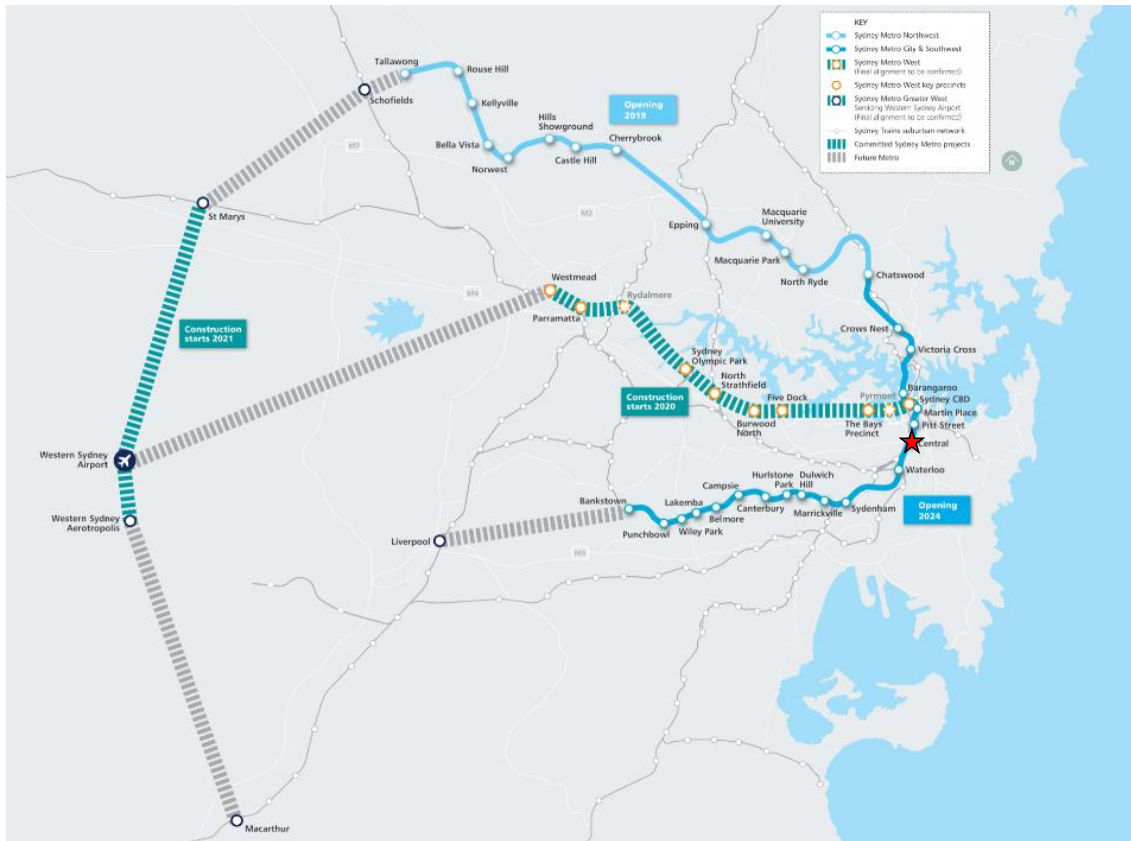 KEY
Sydney Metro Northwest
Sydney Metro City & Southwest
Sydney Metro West
(Final alignment to be confirmed)
Sydney Metro West key precincts
Sydney Metro Greater West
Servicing Western Sydney Airport
(Final alignment to be confirmed)
Sydney Trains suburban network
Committed Sydney Metro projects
Future Metro
N
Tallawong
Rouse Hill
Schofields
Kellyville
Opening
2019
Hills
Showground
Cherrybrook
Bella Vista
Castle Hill
Norwest
M7
St Marys
M2
Epping
Macquarie
University
Macquarie Park
North Ryde
Chatswood
Westmead
M4
Rydalmere
Parramatta
Construction
starts 2021
Crows Nest
Victoria Cross
Sydney
Olympic Park
North
Strathfield
Construction
starts 2020
Five Dock
Pyrmont
Barangaroo
Sydney CBD
Martin Place
Burwood
North
The Bays
Precinct
Pitt Street
Central
Western Sydney
Airport
Waterloo
Hurlstone
Park
Dulwich
Hill
Campsie
Lakemba
Bankstown
Canterbury
Sydenham
Marrickville
Belmore
Wiley Park
Punchbowl
Opening
2024
Western Sydney
Aerotropolis
Liverpool
M5
Macarthur